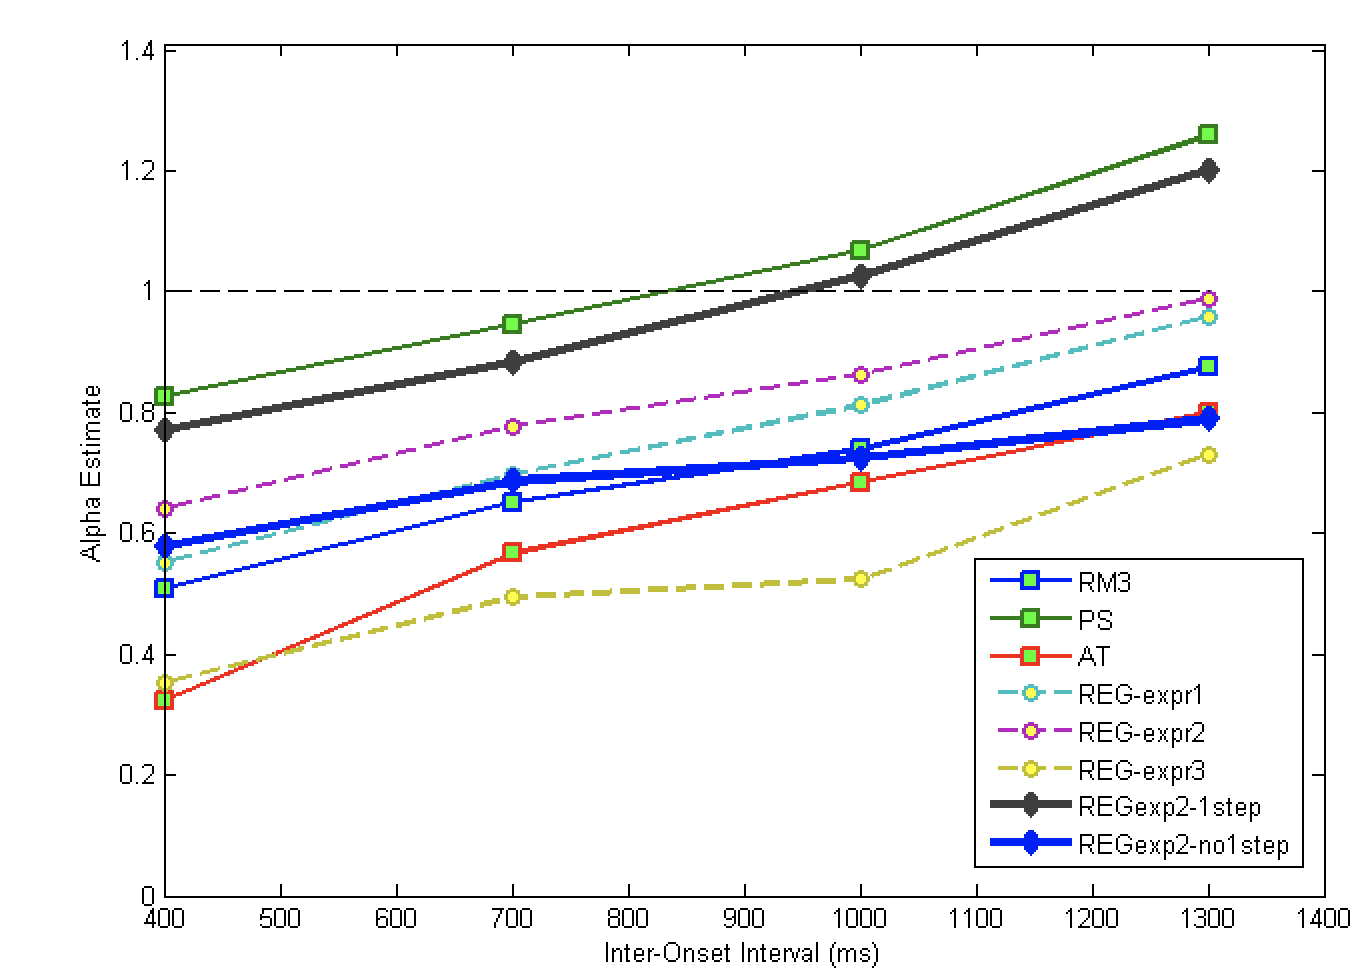 1.4
1.2
1
0.8
0.6
0.4
0.2
0
Alpha Estimate
RM3
PS
AT
REG-expr1
REG-expr2
REG-expr3
REGexp2-1step
REGexp2-no1step
400 500 600 700 800 900 1000 1100 1200 1300 1400
Inter-Onset Interval (ms)